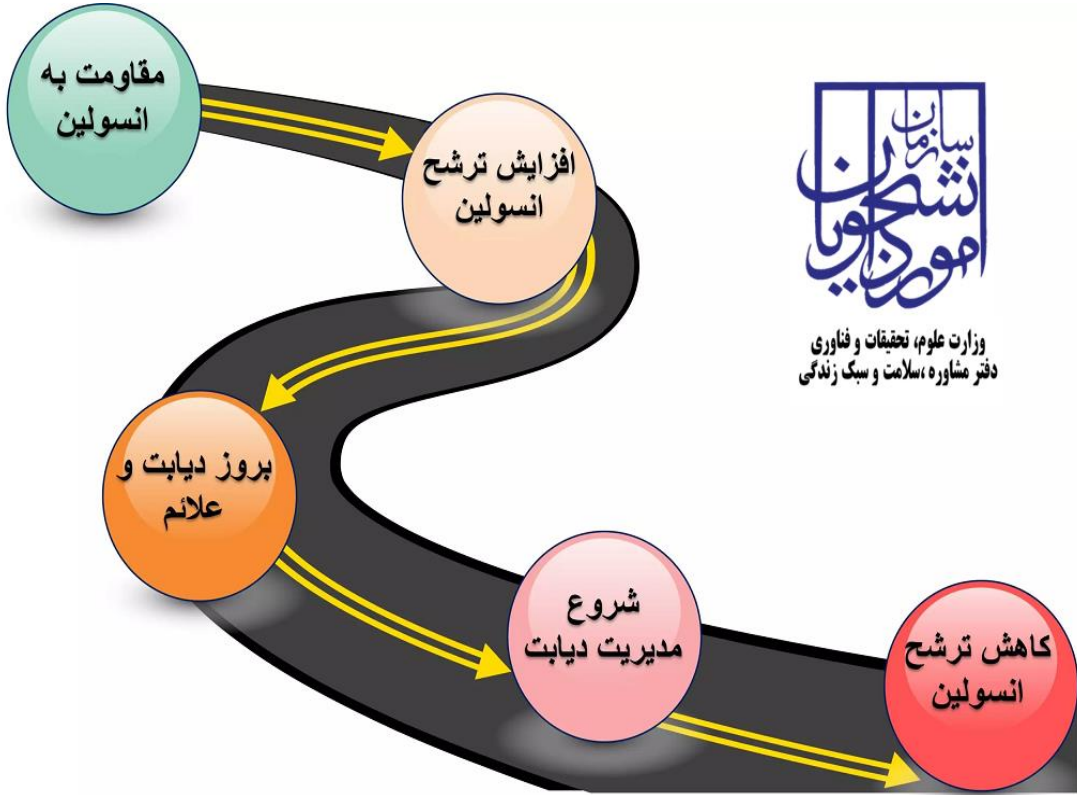 مقاومت به
انسولین
افزایش ترشح
انسولین
بروز دیابت و
علائم
شروع
مدیریت دیابت
کاهش ترشح
انسولین
سازمان
امور دانشجویان
وزارت علوم، تحقیقات و فناوری
دفتر مشاوره ،سلامت و سبک زندگی